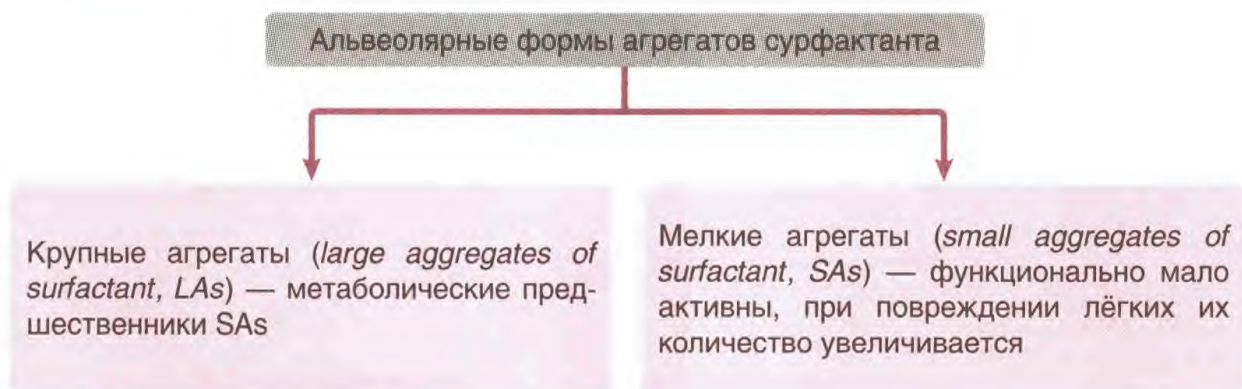 Альвеолярные формы агрегатов сурфактанта
Крупные агрегаты (large aggregates of
surfactant, LAs) — метаболические пред-
шественники SAs
Мелкие агрегаты (small aggregates of
surfactant, SAs) — функционально мало
активны, при повреждении лёгких их
количество увеличивается